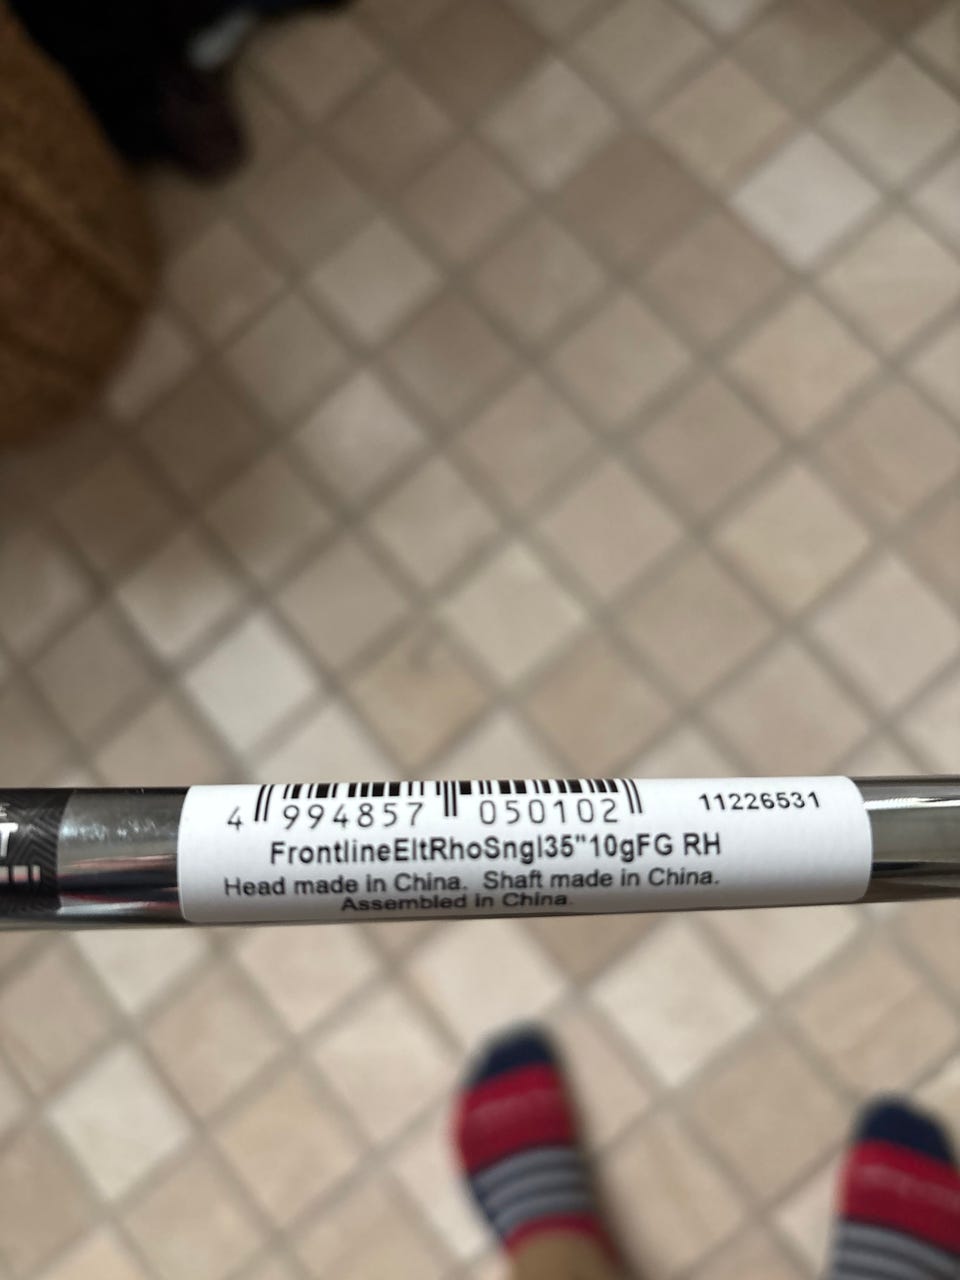 4 994857 050102 11226531
FrontlineEltRhoSngl35"10gFG RH
Head made in China. Shaft made in China.
Assembled in China.